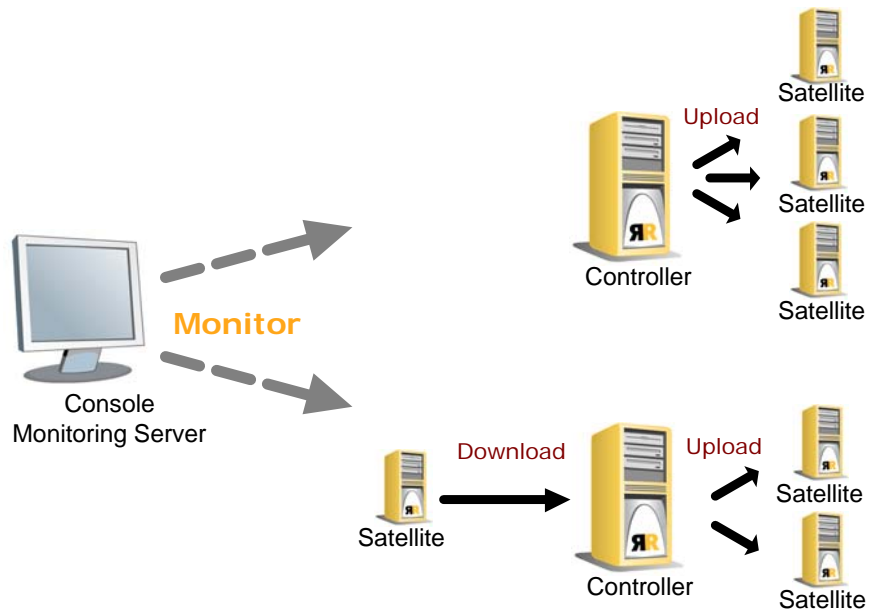 Satellite
Upload
Satellite
Controller
Satellite
Monitor
Console
Monitoring Server
Download
Upload
Satellite
Satellite
Controller
Satellite